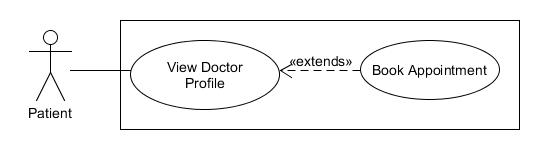 View Doctor
Profile
«extends»
Book Appointment
Patient